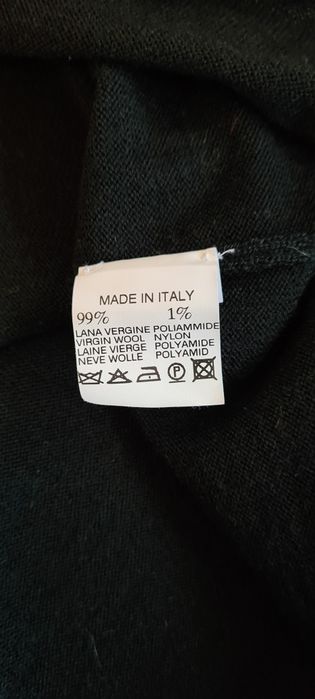 MADE IN ITALY
99% 1%
LANA VERGINE POLIAMMIDE
VIRGIN WOOL NYLON
LAINE VIERGE POLYAMIDE
NEVE WOLLE POLYAMID
P